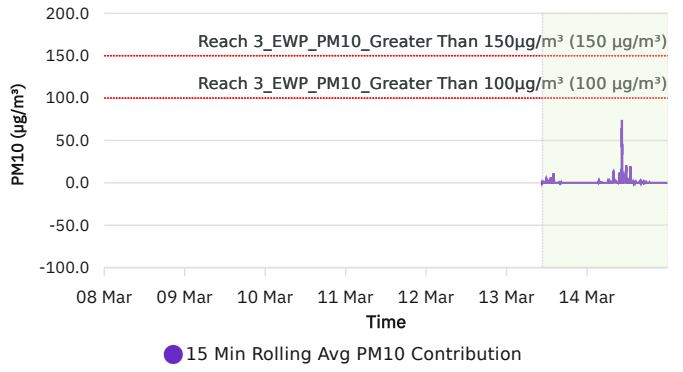 200.0
Reach 3_EWP_PM10_Greater Than 150µg/m³ (150 µg/m³)
150.0
Reach 3_EWP_PM10_Greater Than 100µg/m³ (100 µg/m³)
100.0
50.0
0.0
-50.0
-100.0
PM10 (µg/m³)
08 Mar 09 Mar 10 Mar 11 Mar 12 Mar 13 Mar 14 Mar
Time
15 Min Rolling Avg PM10 Contribution